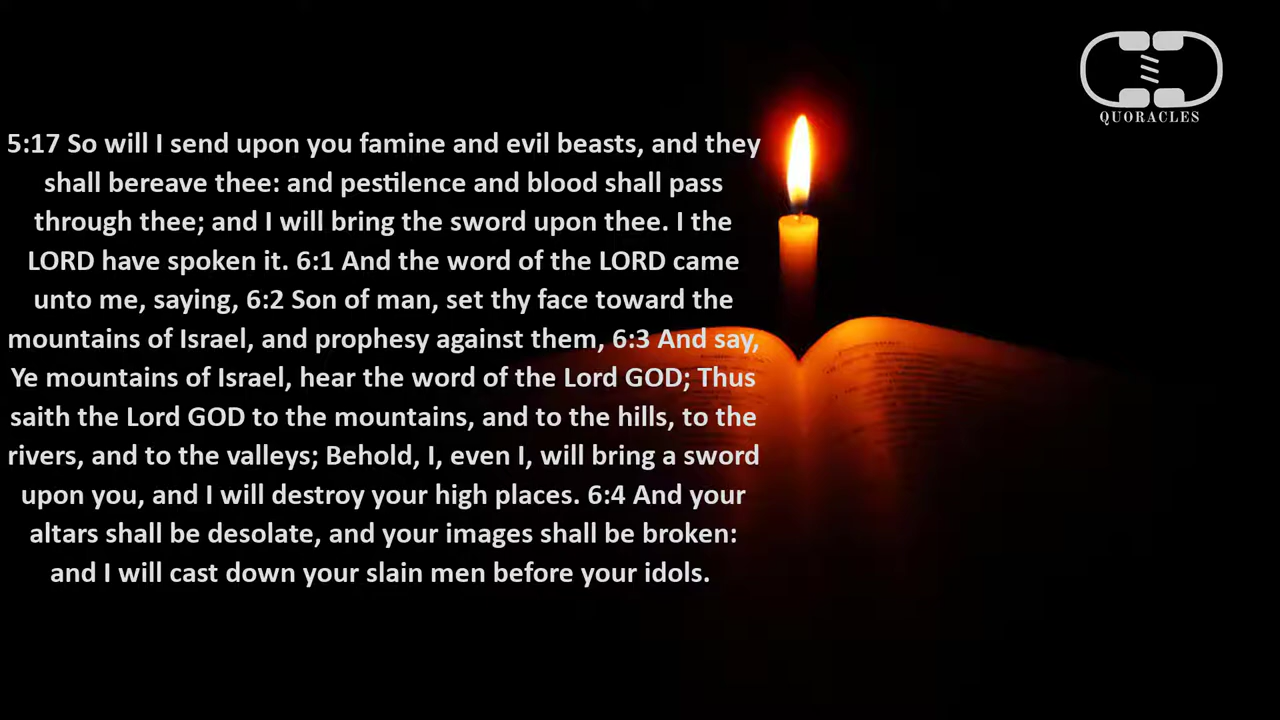 QUORACLES
5:17 So will I send upon you famine and evil beasts, and they
shall bereave thee: and pestilence and blood shall pass
through thee; and I will bring the sword upon thee. I the
LORD have spoken it. 6:1 And the word of the LORD came
unto me, saying, 6:2 Son of man, set thy face toward the
mountains of Israel, and prophesy against them, 6:3 And say,
Ye mountains of Israel, hear the word of the Lord GOD; Thus
saith the Lord GOD to the mountains, and to the hills, to the
rivers, and to the valleys; Behold, I, even I, will bring a sword
upon you, and I will destroy your high places. 6:4 And your
altars shall be desolate, and your images shall be broken:
and I will cast down your slain men before your idols.